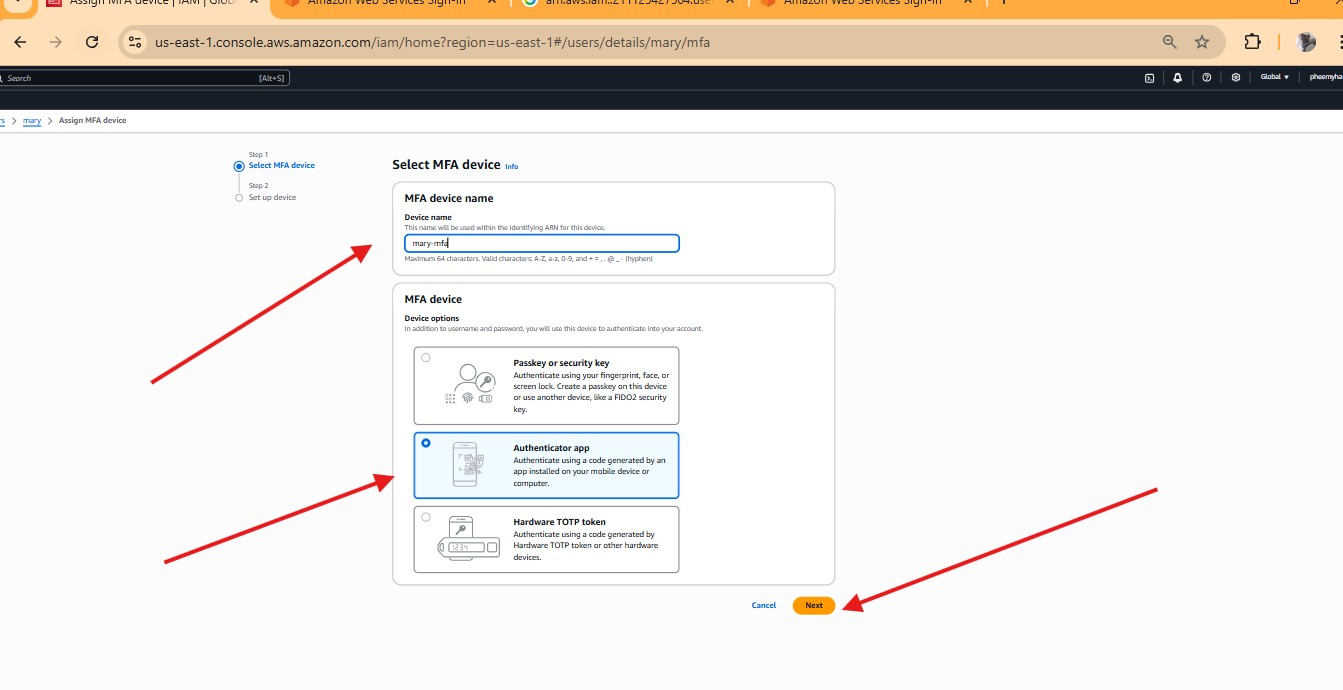 Assign MFA device | IAM | Glob
Amazon Web Services Sign-In
Amazon Web Services Sign-In
us-east-1.console.aws.amazon.com/iam/home?region=us-east-1#/users/details/mary/mfa
Search
[Alt+S]
Global
mary
Assign MFA device
Step 1
Select MFA device
Step 2
Set up device
Select MFA device Info
MFA device name
Device name
This name will be used within the identifying ARN for this device.
mary-mfa
Maximum 64 characters. Valid characters: A-Z, a-z, 0-9, and + = , . @ _ - (hyphen)
MFA device
Device options
In addition to username and password, you will use this device to authenticate into your account.
Passkey or security key
Authenticate using your fingerprint, face, or
screen lock. Create a passkey on this device
or use another device, like a FIDO2 security
key.
Authenticator app
Authenticate using a code generated by an
app installed on your mobile device or
computer.
Hardware TOTP token
1234
Authenticate using a code generated by
Hardware TOTP token or other hardware
devices.
Cancel
Next